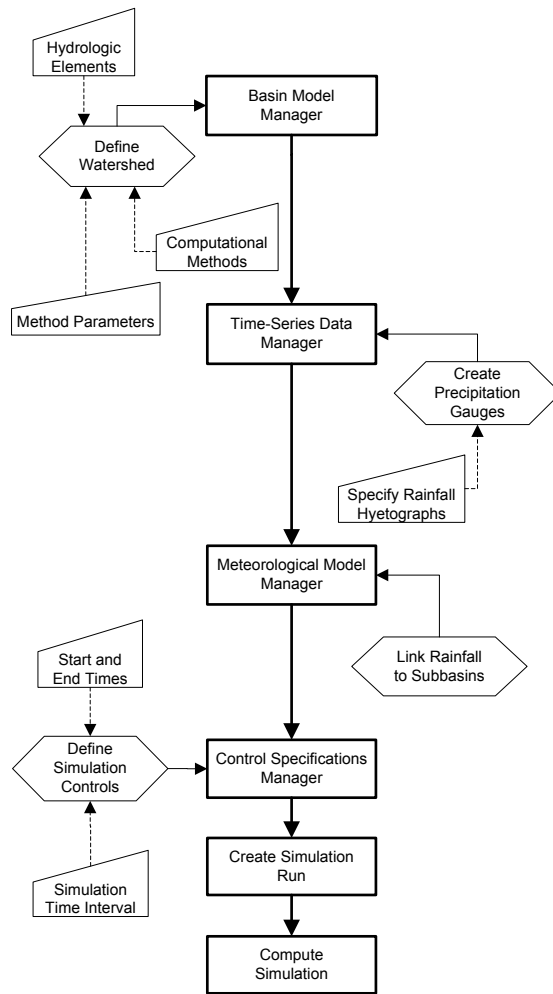 Hydrologic
Elements
Basin Model
Manager
Define
Watershed
Computational
Methods
Method Parameters
Time-Series Data
Manager
Create
Precipitation
Gauges
Specify Rainfall
Hyetographs
Meteorological Model
Manager
Link Rainfall
to Subbasins
Start and
End Times
Define
Simulation
Controls
Control Specifications
Manager
Simulation
Time Interval
Create Simulation
Run
Compute
Simulation